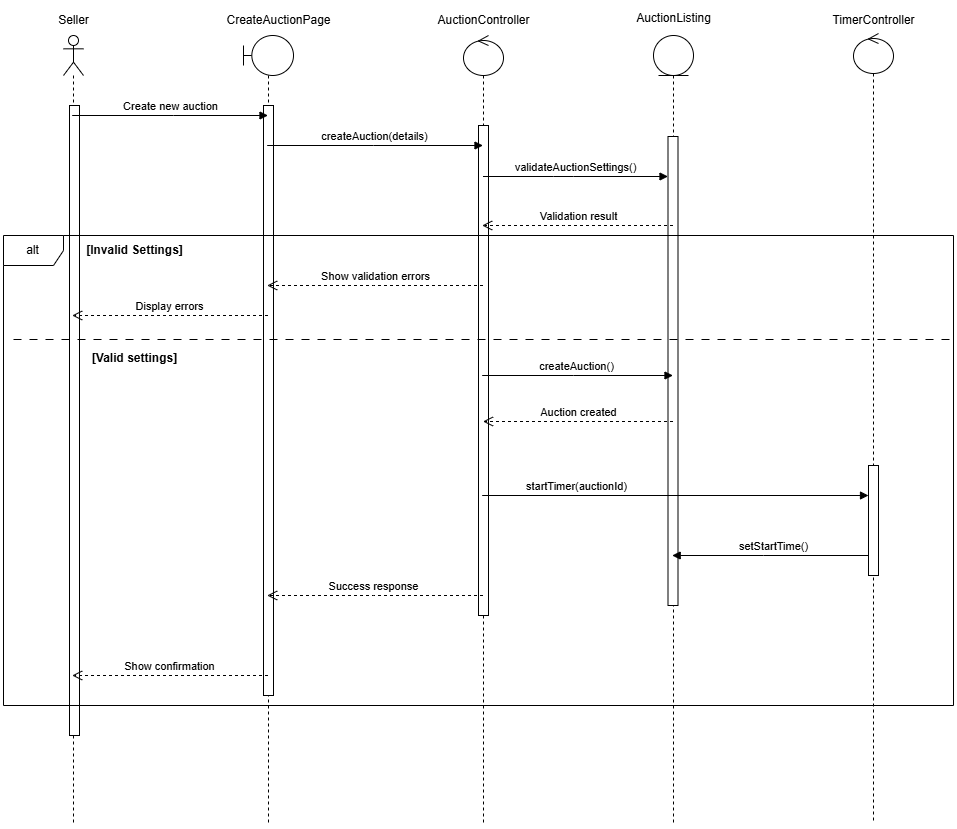 Seller
CreateAuctionPage
AuctionController
AuctionListing
TimerController
Create new auction
createAuction(details)
validateAuctionSettings()
Validation result
alt
[Invalid Settings]
Show validation errors
Display errors
[Valid settings]
createAuction()
Auction created
startTimer(auctionId)
setStartTime()
Success response
Show confirmation